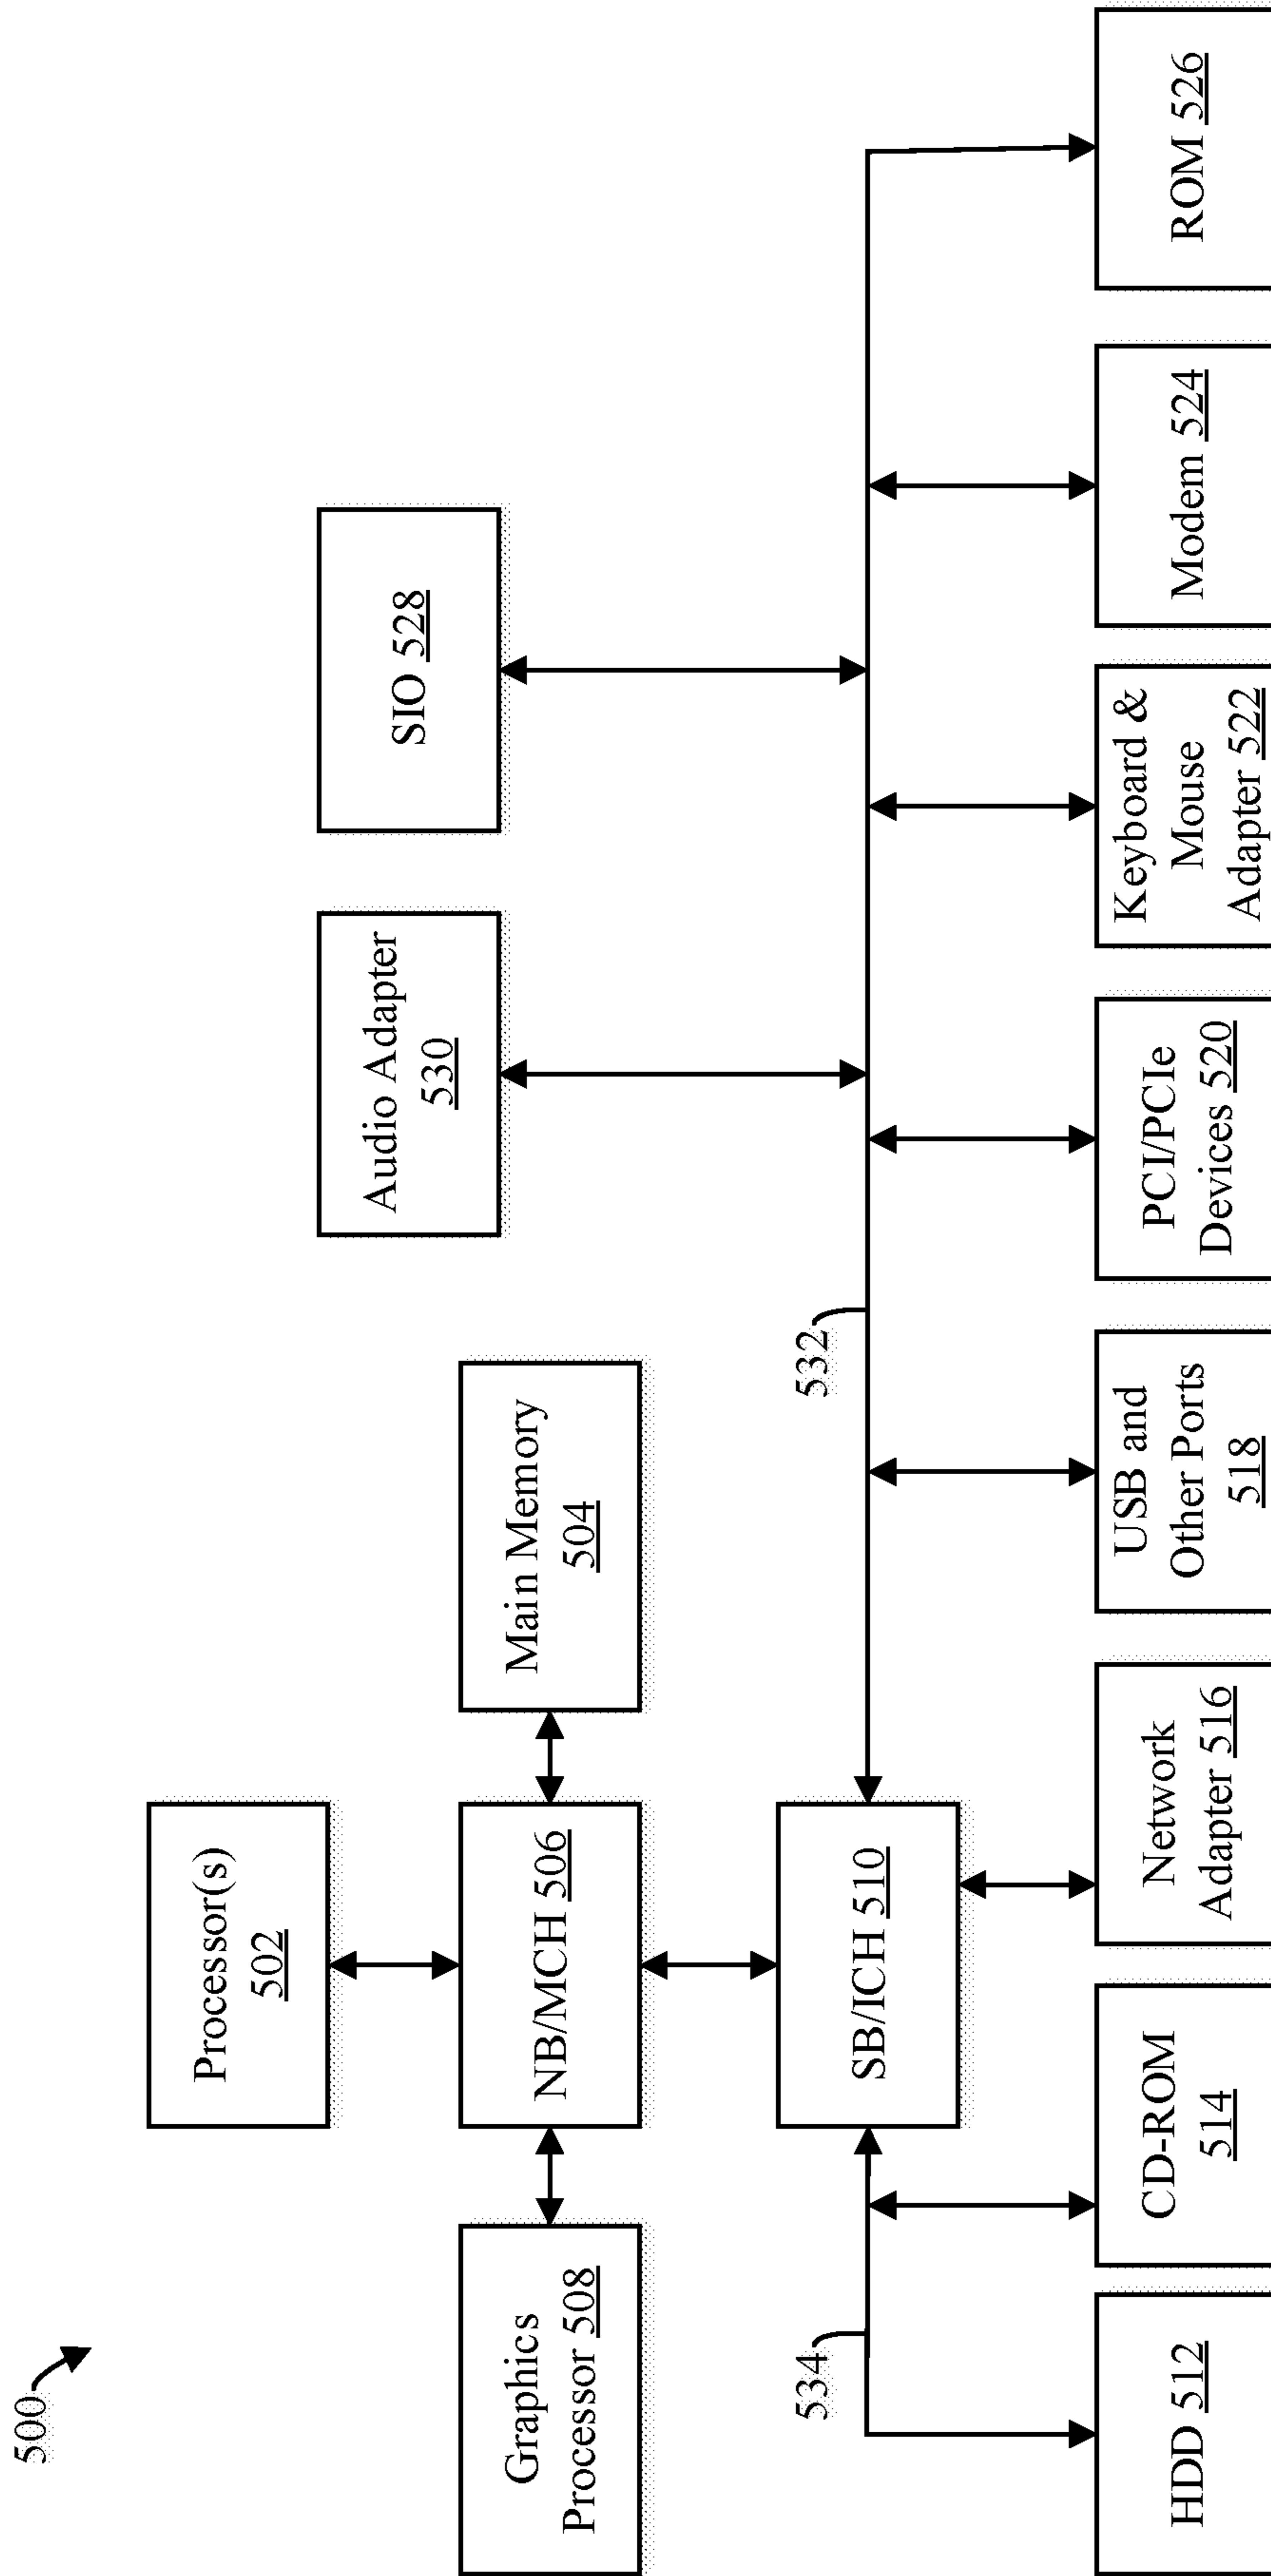 500
Processor(s)
502
Graphics
Processor 508
NB/MCH 506
Main Memory
504
Audio Adapter
530
SIO 528
534
SB/ICH 510
532
HDD 512
CD-ROM
514
Network
Adapter 516
USB and
Other Ports
518
PCI/PCIe
Devices 520
Keyboard &
Mouse
Adapter 522
Modem 524
ROM 526